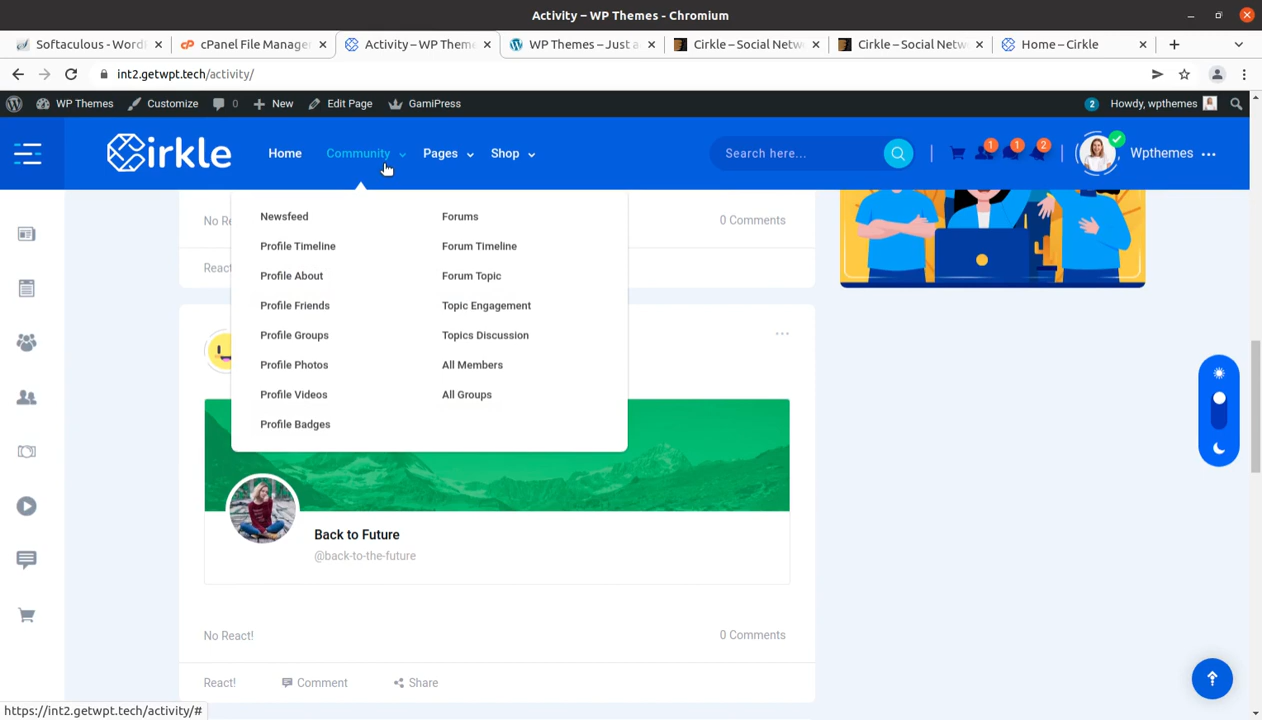 Activity – WP Themes - Chromium
Softaculous - Word
cPanel File Manage
Activity – WP Theme
WP Themes – Just a
Cirkle – Social Netw
Cirkle – Social Netw
Home – Cirkle
int2.getwpt.tech/activity/
WP Themes
Customize
0
New
Edit Page
GamiPress
2
Howdy, wpthemes
Cirkle
Home
Community
Pages
Shop
Search here...
1
1
2
Wpthemes
No Re
0 Comments
React
Newsfeed
Profile Timeline
Profile About
Profile Friends
Profile Groups
Profile Photos
Profile Videos
Profile Badges
Forums
Forum Timeline
Forum Topic
Topic Engagement
Topics Discussion
All Members
All Groups
Back to Future
@back-to-the-future
No React!
0 Comments
React!
Comment
Share
https://int2.getwpt.tech/activity/#